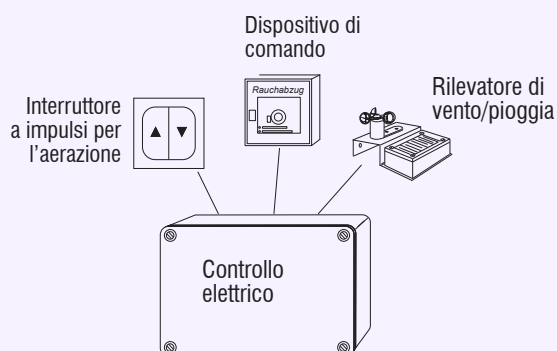 Dispositivo di
comando
Rauchabzug
Interruttore
a impulsi per
l’aerazione
Rilevatore di
vento/pioggia
Controllo
elettrico